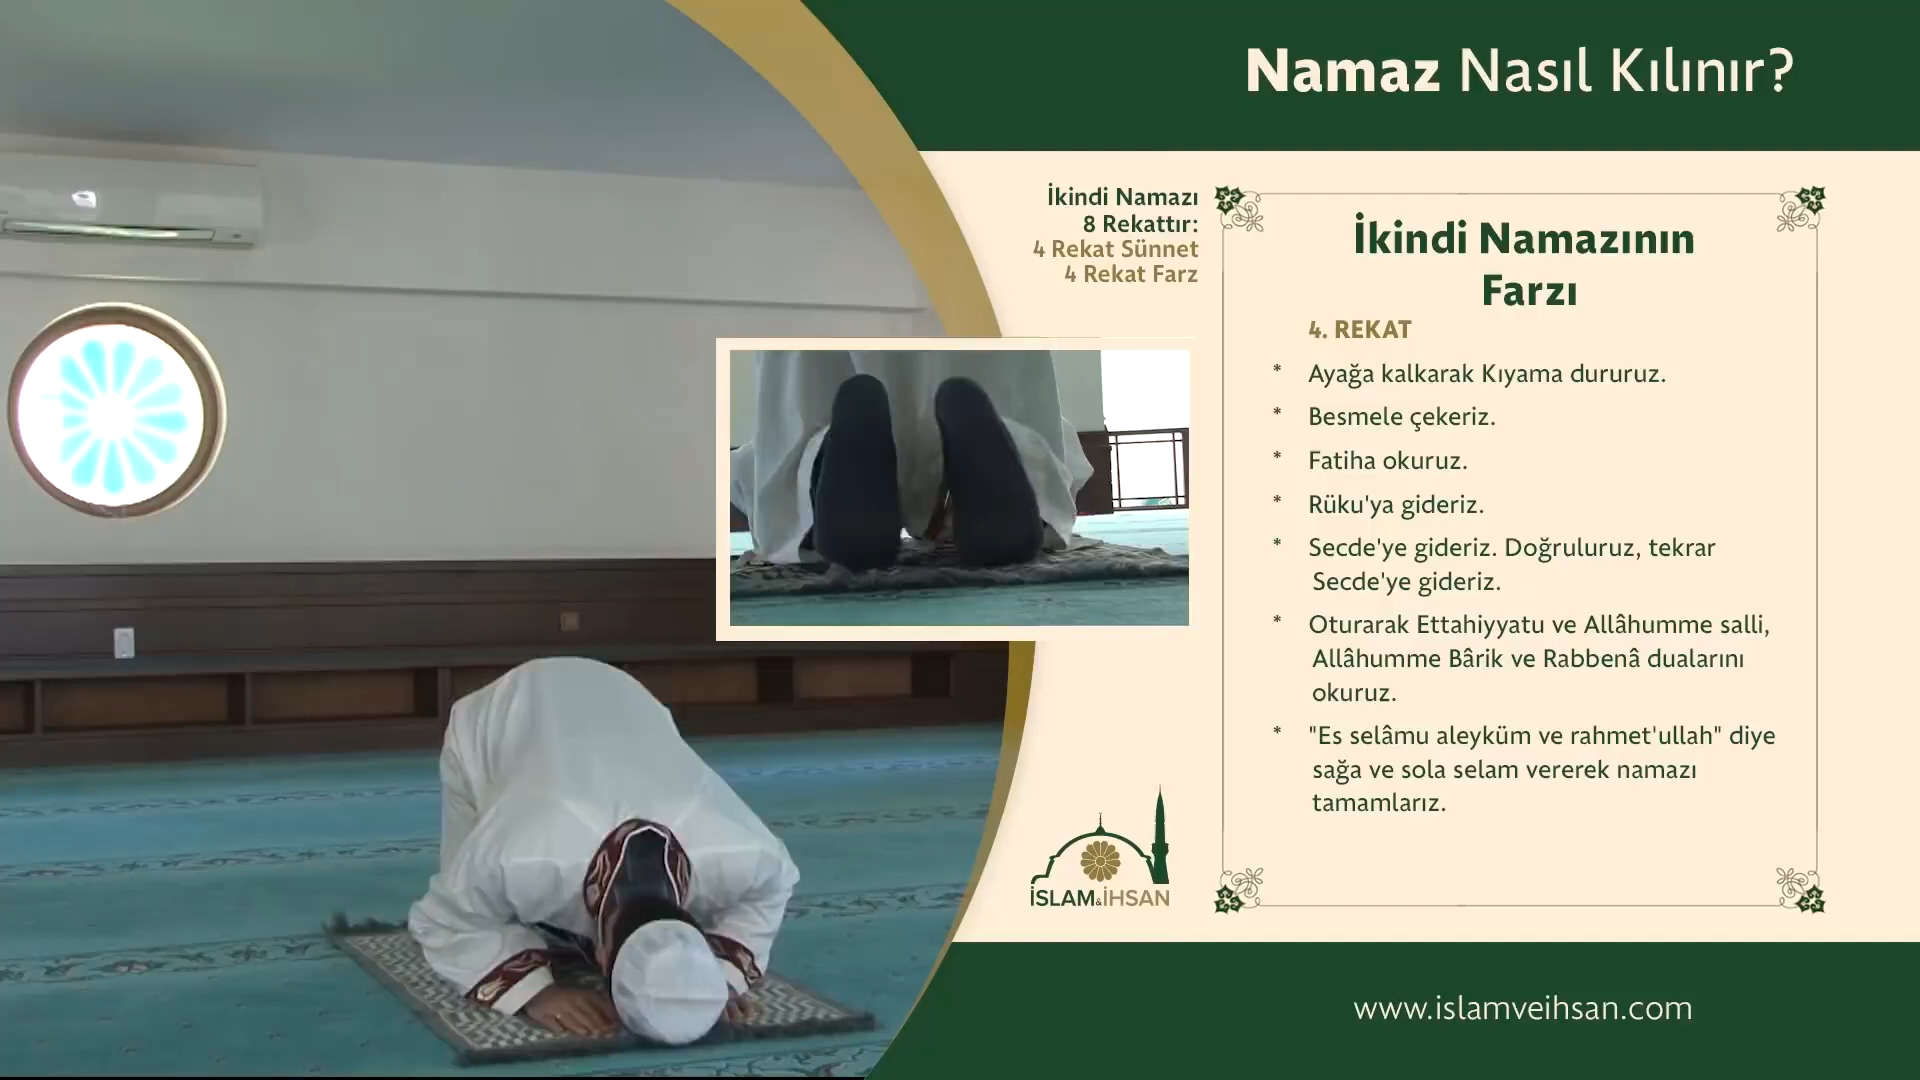 Namaz Nasıl Kılınır?
İkindi Namazı
8 Rekattır:
4 Rekat Sünnet
4 Rekat Farz
İkindi Namazının
Farzı
4. REKAT
* Ayağa kalkarak Kıyama dururuz.
* Besmele çekeriz.
* Fatiha okuruz.
* Rüku'ya gideriz.
* Secde'ye gideriz. Doğruluruz, tekrar
Secde'ye gideriz.
* Oturarak Ettahiyyatu ve Allâhumme salli,
Allâhumme Bârik ve Rabbenâ dualarını
okuruz.
* "Es selâmu aleyküm ve rahmet'ullah" diye
sağa ve sola selam vererek namazı
tamamlarız.
İSLAM&İHSAN
www.islamveihsan.com